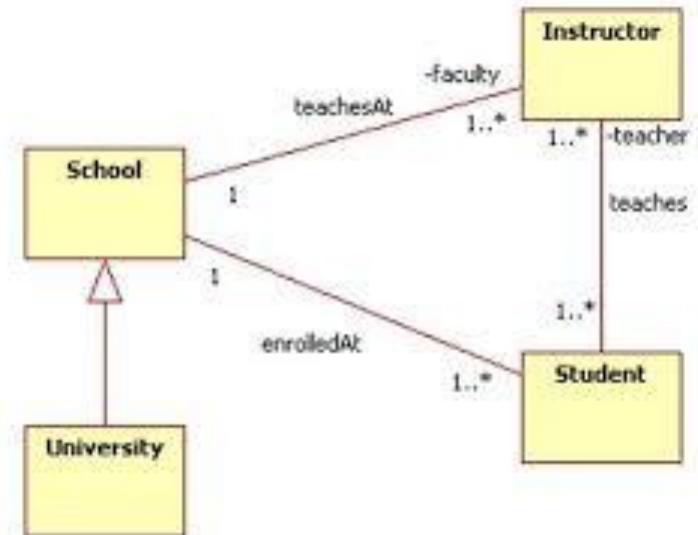 Instructor
-faculty
teachesAt
1..*
1..*
-teacher
School
1
teaches
1
1..*
enrolledAt
1..*
Student
University